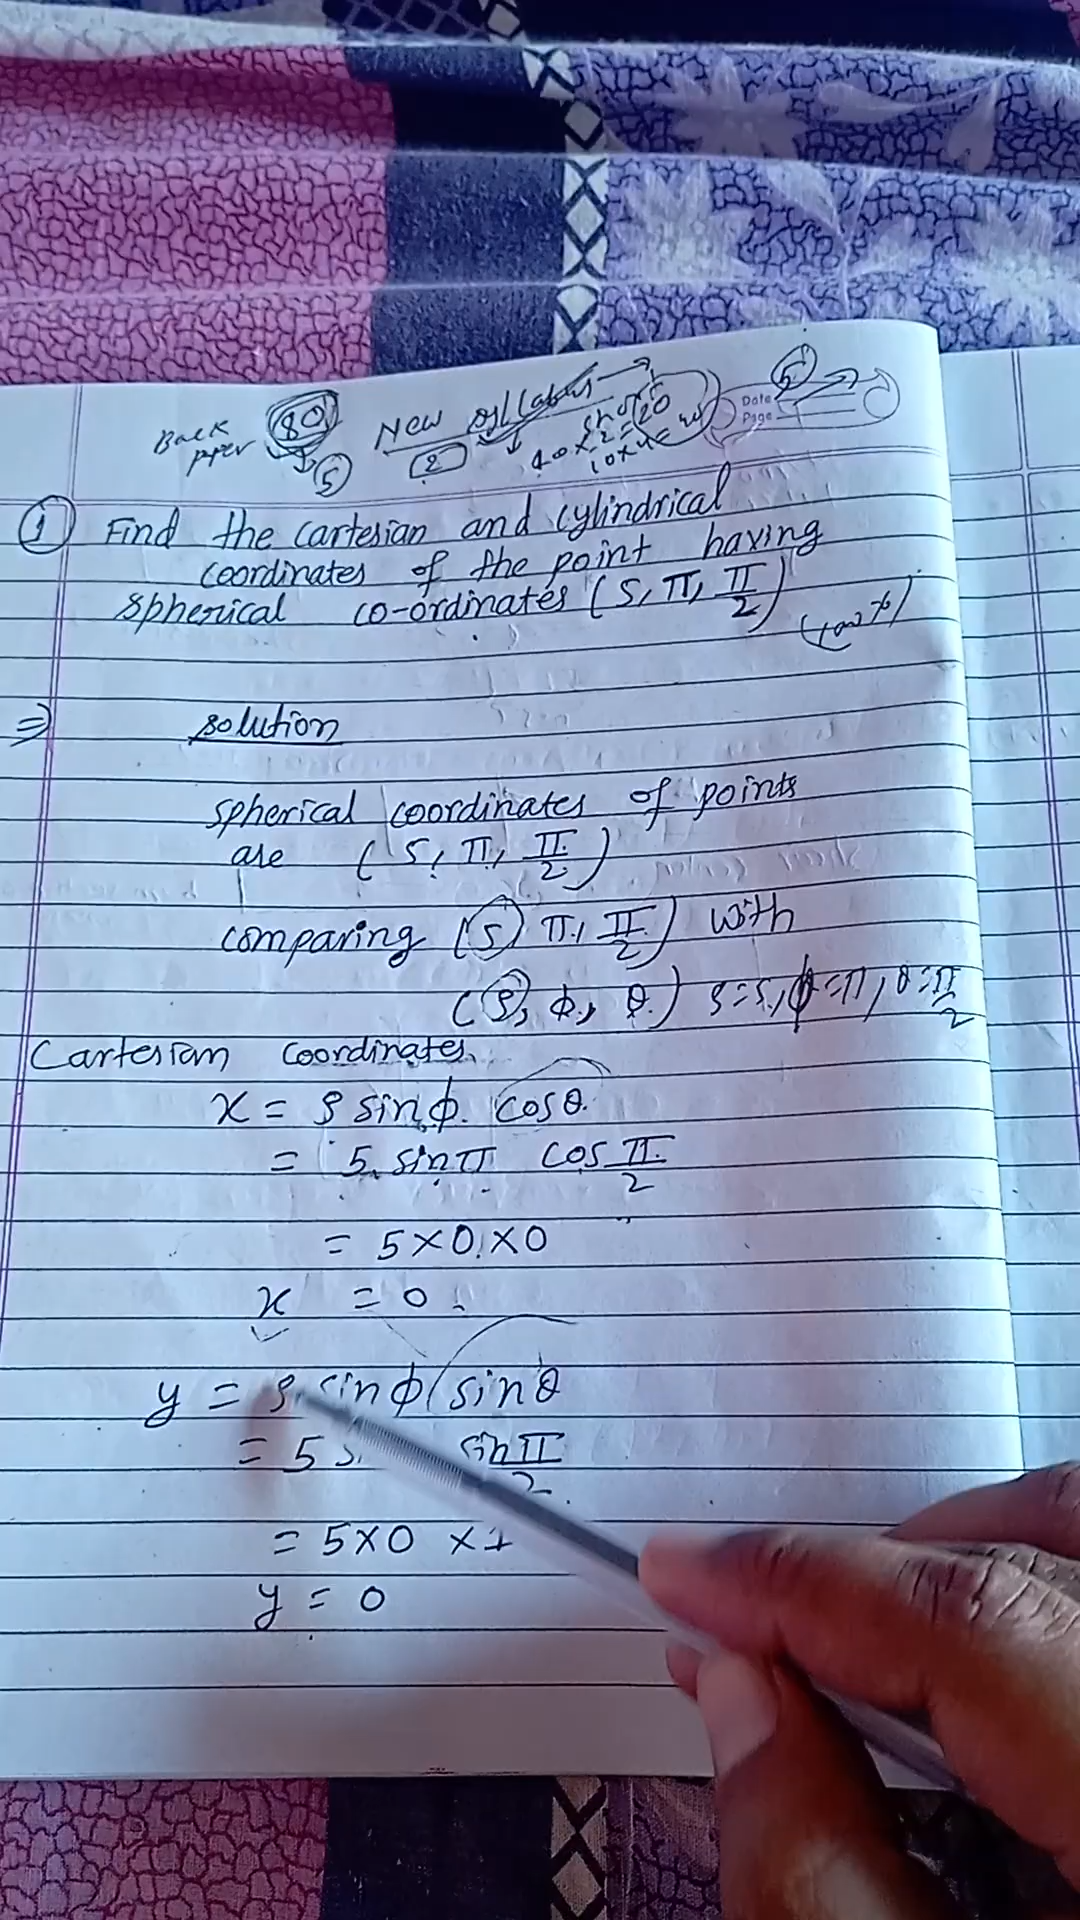 Back paper 80 5
New syllabus 2
short
40 x 2 = 20
10 x 4 = 40
5
Date
Page
① Find the cartesian and cylindrical
coordinates of the point having
spherical co-ordinates (5, π, π/2)
⇒ solution
spherical coordinates of points
are (5, π, π/2)
comparing (5, π, π/2) with
(ρ, φ, θ) ρ=5, φ=π, θ=π/2
Cartesian Coordinates
x = ρ sinφ. cosθ.
= 5 sinπ cos π/2
= 5×0×0
x = 0
y = ρ sinφ sinθ
= 5 sin π/2
= 5×0 ×1
y = 0